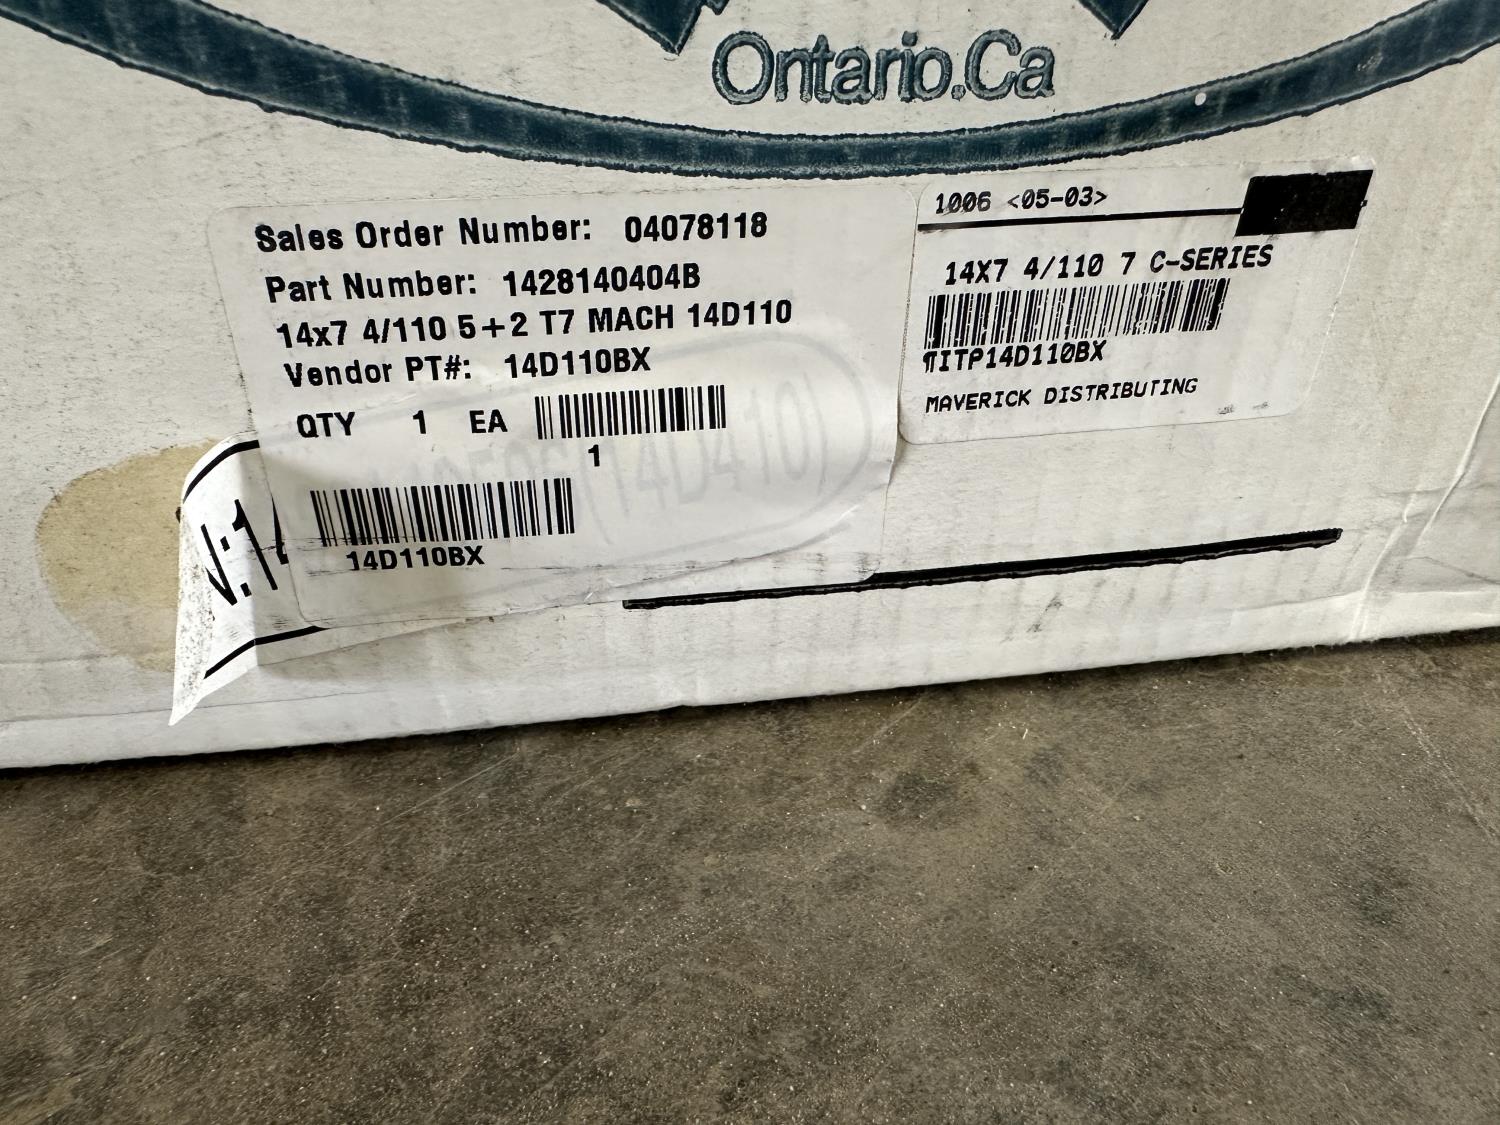 Ontario.Ca
Sales Order Number: 04078118
Part Number: 1428140404B
14x7 4/110 5+2 T7 MACH 14D110
Vendor PT#: 14D110BX
QTY 1 EA
1
14D110BX
1006 <05-03>
14X7 4/110 7 C-SERIES
¶ITP14D110BX
MAVERICK DISTRIBUTING
(14D410)